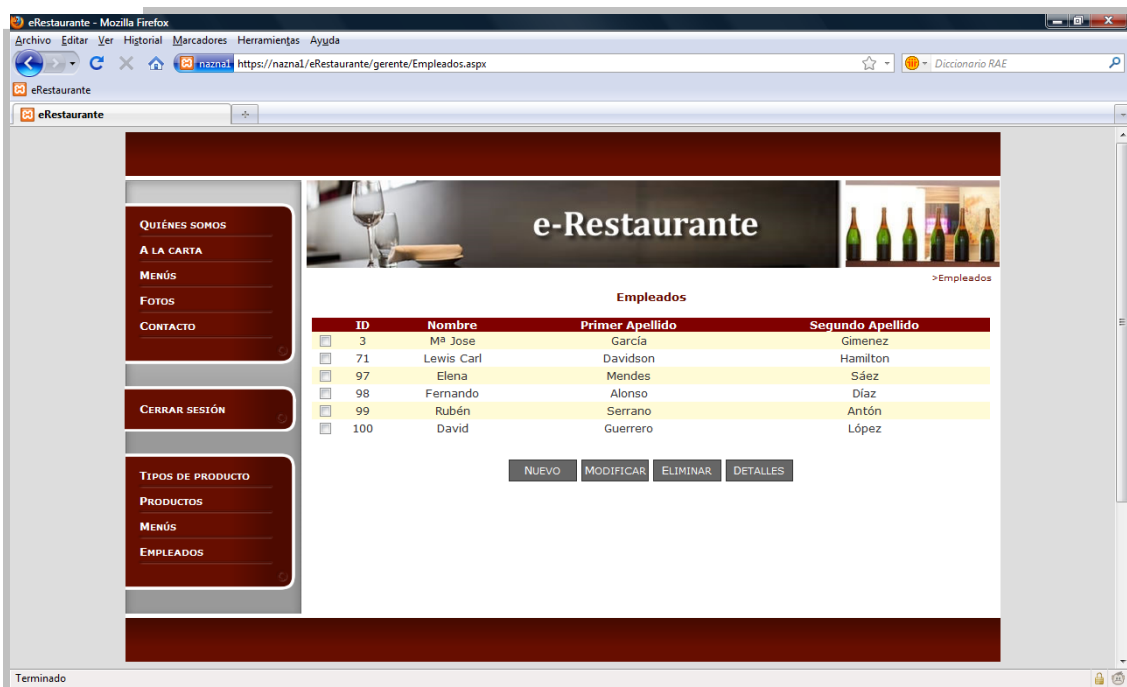 eRestaurante - Mozilla Firefox
Archivo Editar Ver Historial Marcadores Herramientas Ayuda
nazna1 https://nazna1/eRestaurante/gerente/Empleados.aspx Diccionario RAE
eRestaurante
eRestaurante
e-Restaurante
QUIÉNES SOMOS
A LA CARTA
MENÚS
FOTOS
CONTACTO
CERRAR SESIÓN
TIPOS DE PRODUCTO
PRODUCTOS
MENÚS
EMPLEADOS
>Empleados
Empleados
ID Nombre Primer Apellido Segundo Apellido
3 Mª Jose García Gimenez
71 Lewis Carl Davidson Hamilton
97 Elena Mendes Sáez
98 Fernando Alonso Díaz
99 Rubén Serrano Antón
100 David Guerrero López
NUEVO MODIFICAR ELIMINAR DETALLES
Terminado